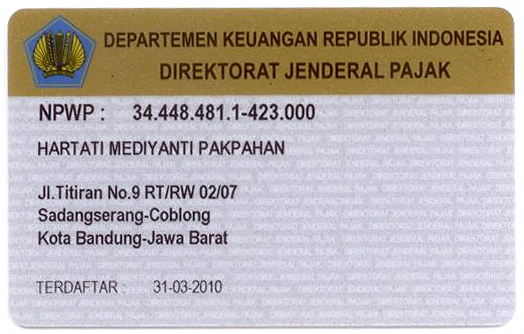 DEPARTEMEN KEUANGAN REPUBLIK INDONESIA
DIREKTORAT JENDERAL PAJAK
NPWP : 34.448.481.1-423.000
HARTATI MEDIYANTI PAKPAHAN
Jl.Titiran No.9 RT/RW 02/07
Sadangserang-Coblong
Kota Bandung-Jawa Barat
TERDAFTAR : 31-03-2010